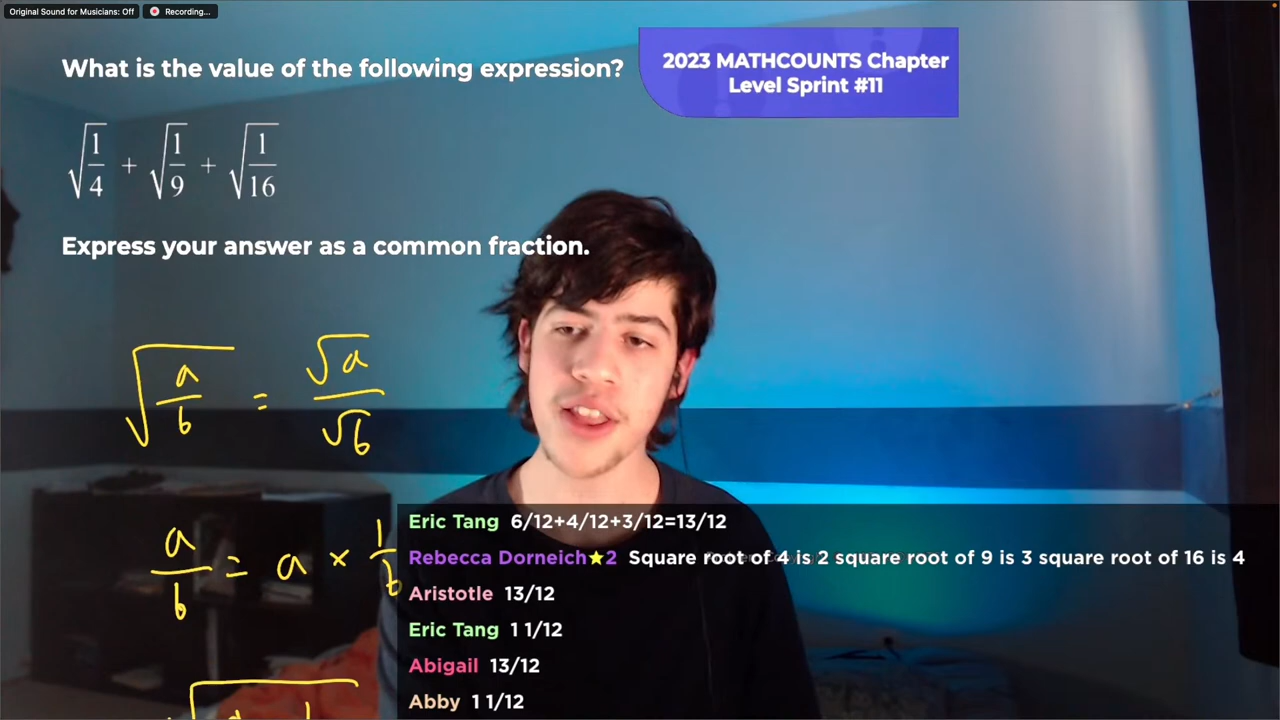 Original Sound for Musicians: Off
Recording...
What is the value of the following expression?
2023 MATHCOUNTS Chapter
Level Sprint #11
√(1/4) + √(1/9) + √(1/16)
Express your answer as a common fraction.
√(a/b) = √a/√b
a/b = a × 1/b
Eric Tang 6/12+4/12+3/12=13/12
Rebecca Dorneich★2 Square root of 4 is 2 square root of 9 is 3 square root of 16 is 4
Aristotle 13/12
Eric Tang 1 1/12
Abigail 13/12
Abby 1 1/12